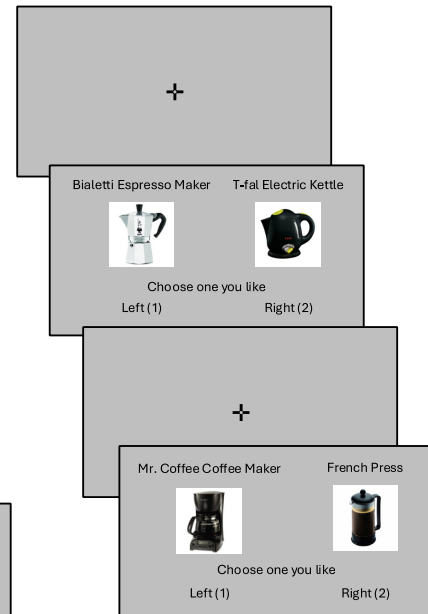 Bialetti Espresso Maker T-fal Electric Kettle
Choose one you like
Left (1) Right (2)
Mr. Coffee Coffee Maker French Press
Choose one you like
Left (1) Right (2)